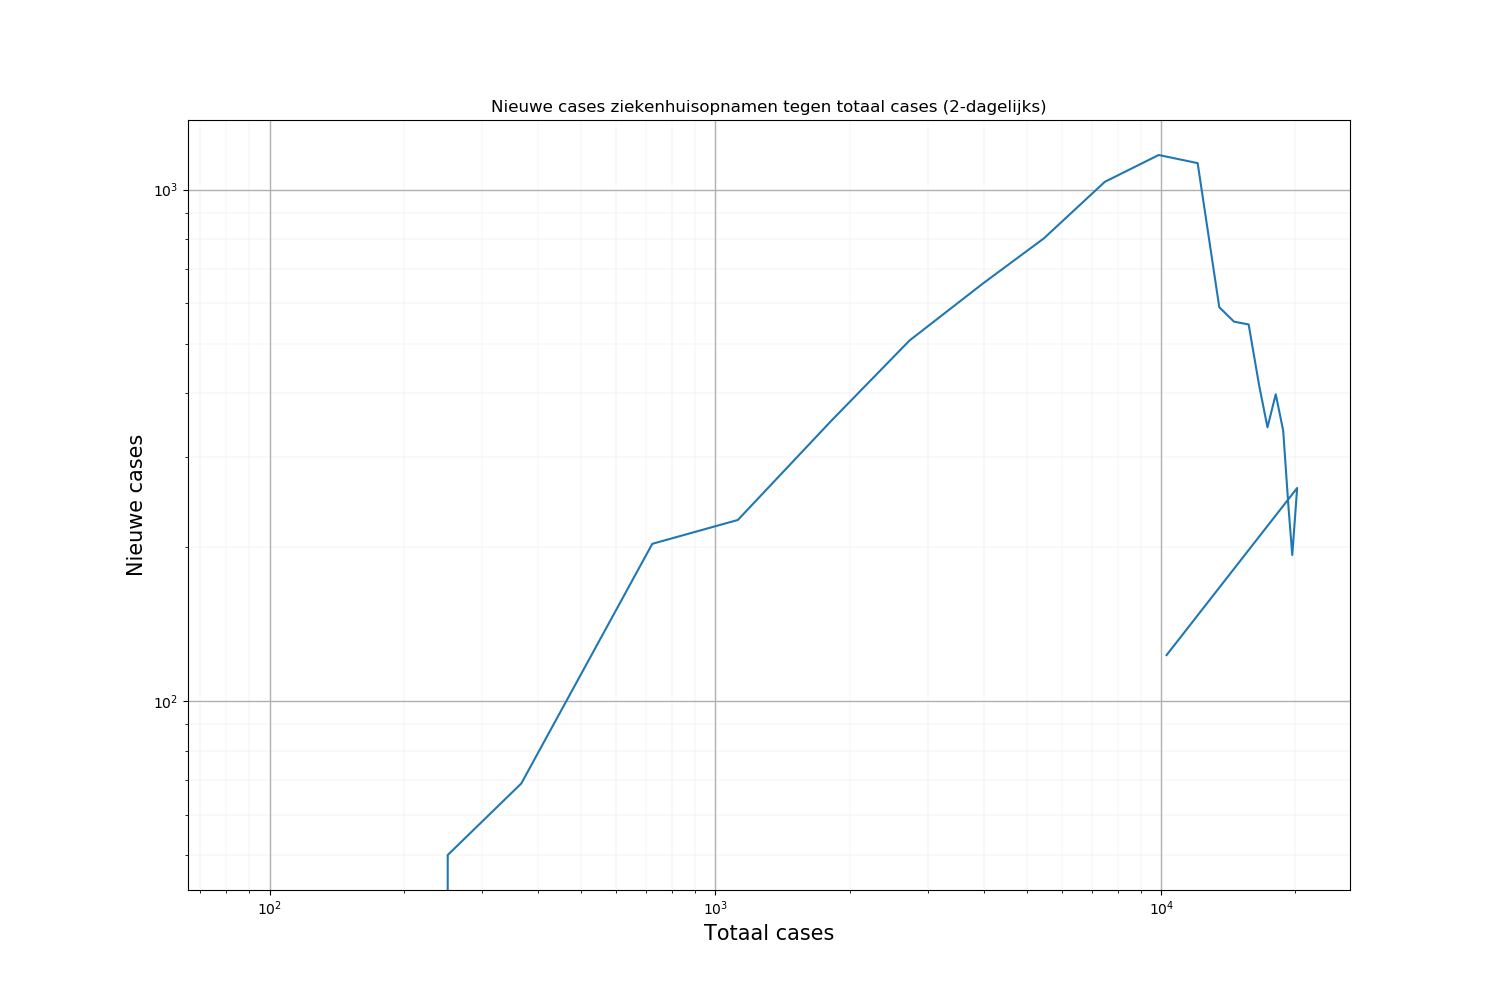 Nieuwe cases ziekenhuisopnamen tegen totaal cases (2-dagelijks)
Nieuwe cases
10³
10²
10² 10³ 10⁴
Totaal cases